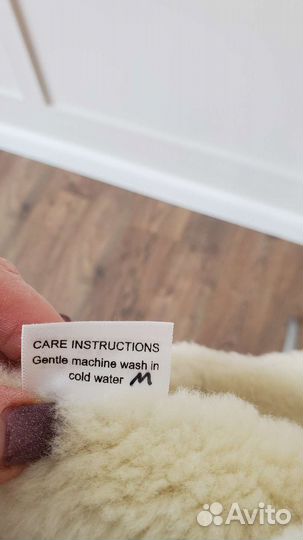 CARE INSTRUCTIONS
Gentle machine wash in
cold water M
Avito